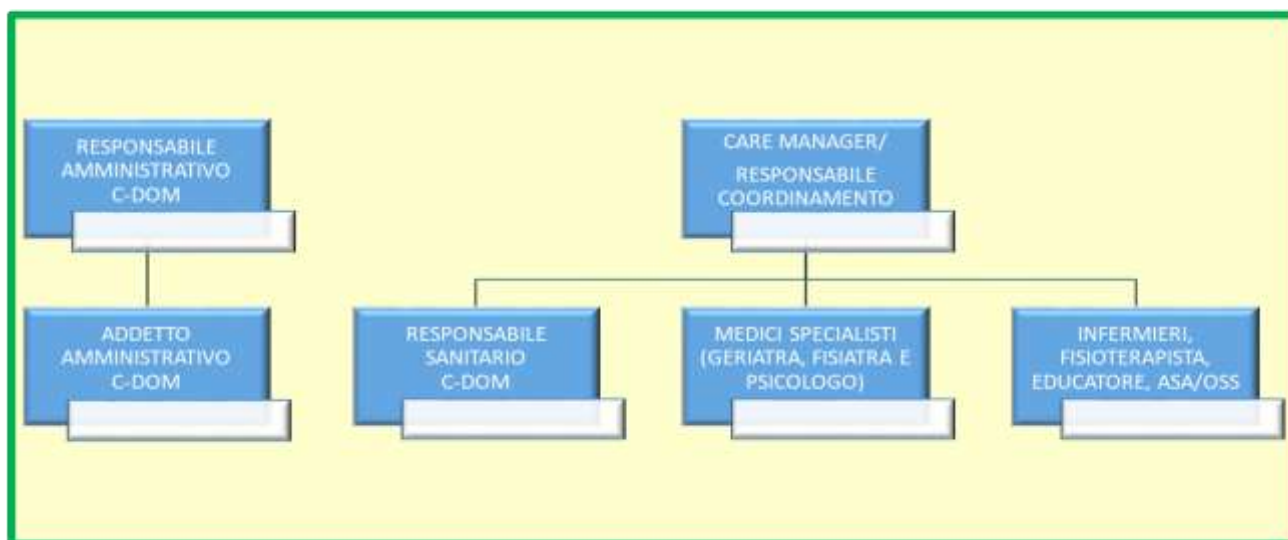 RESPONSABILE
AMMINISTRATIVO
C-DOM
CARE MANAGER/
RESPONSABILE
COORDINAMENTO
ADDETTO
AMMINISTRATIVO
C-DOM
RESPONSABILE
SANITARIO
C-DOM
MEDICI SPECIALISTI
(GERIATRA, FISIATRA E
PSICOLOGO)
INFERMIERI,
FISIOTERAPISTA,
EDUCATORE, ASA/OSS